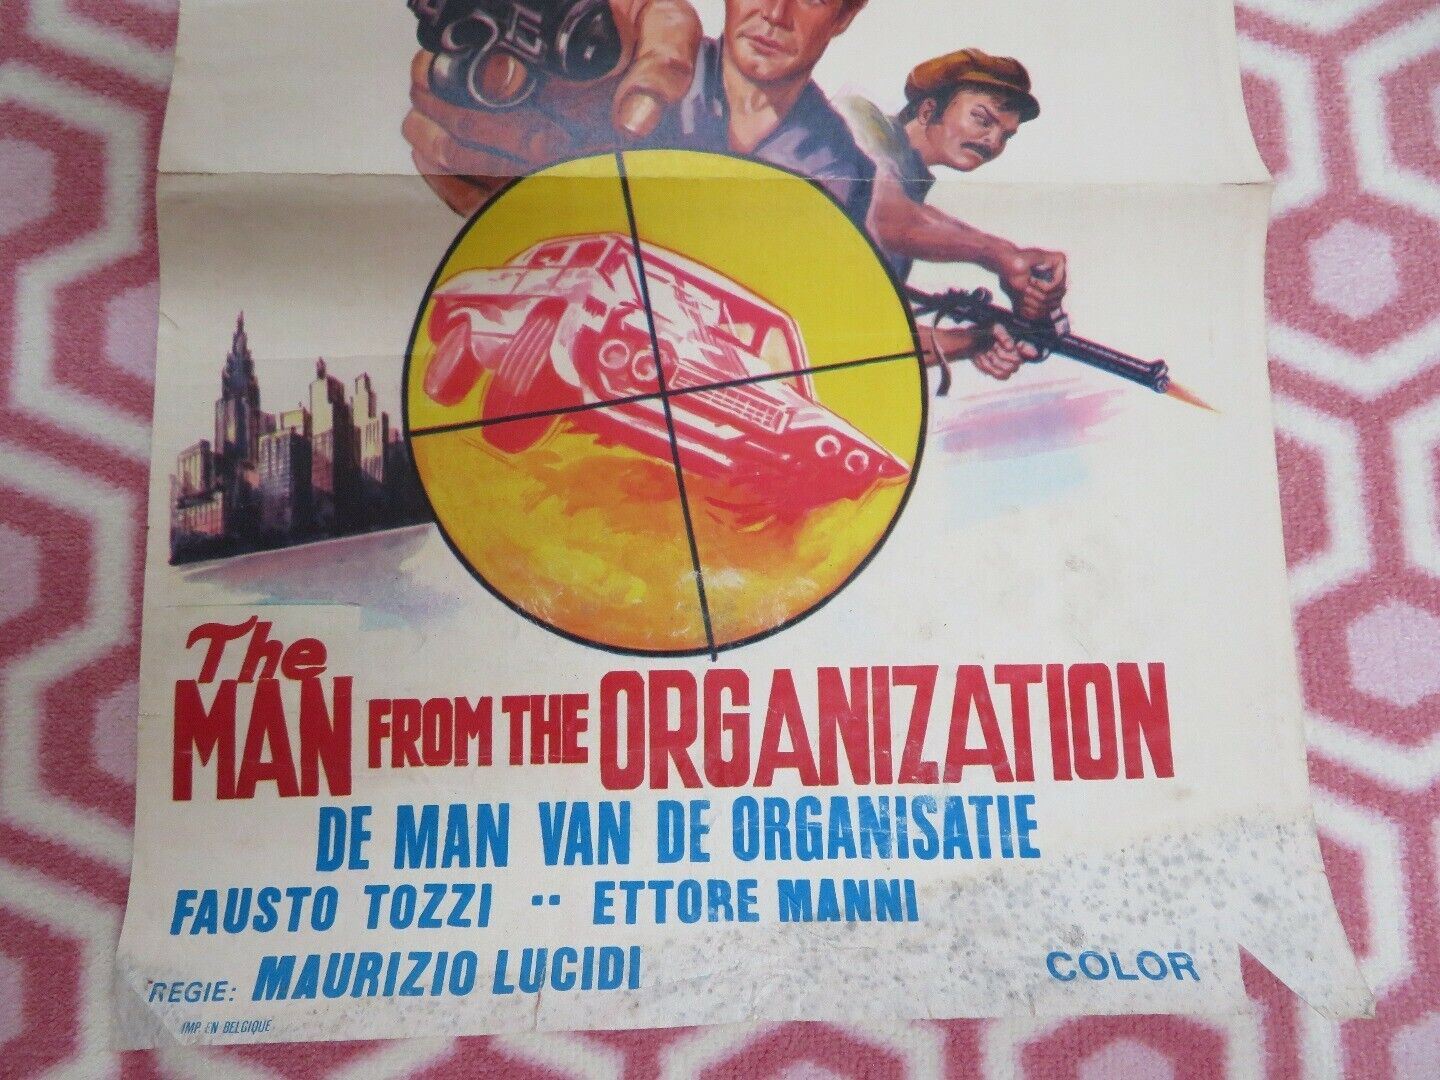 The
MAN FROM THE ORGANIZATION
DE MAN VAN DE ORGANISATIE
FAUSTO TOZZI .. ETTORE MANNI
REGIE: MAURIZIO LUCIDI
COLOR
IMP. EN BELGIQUE